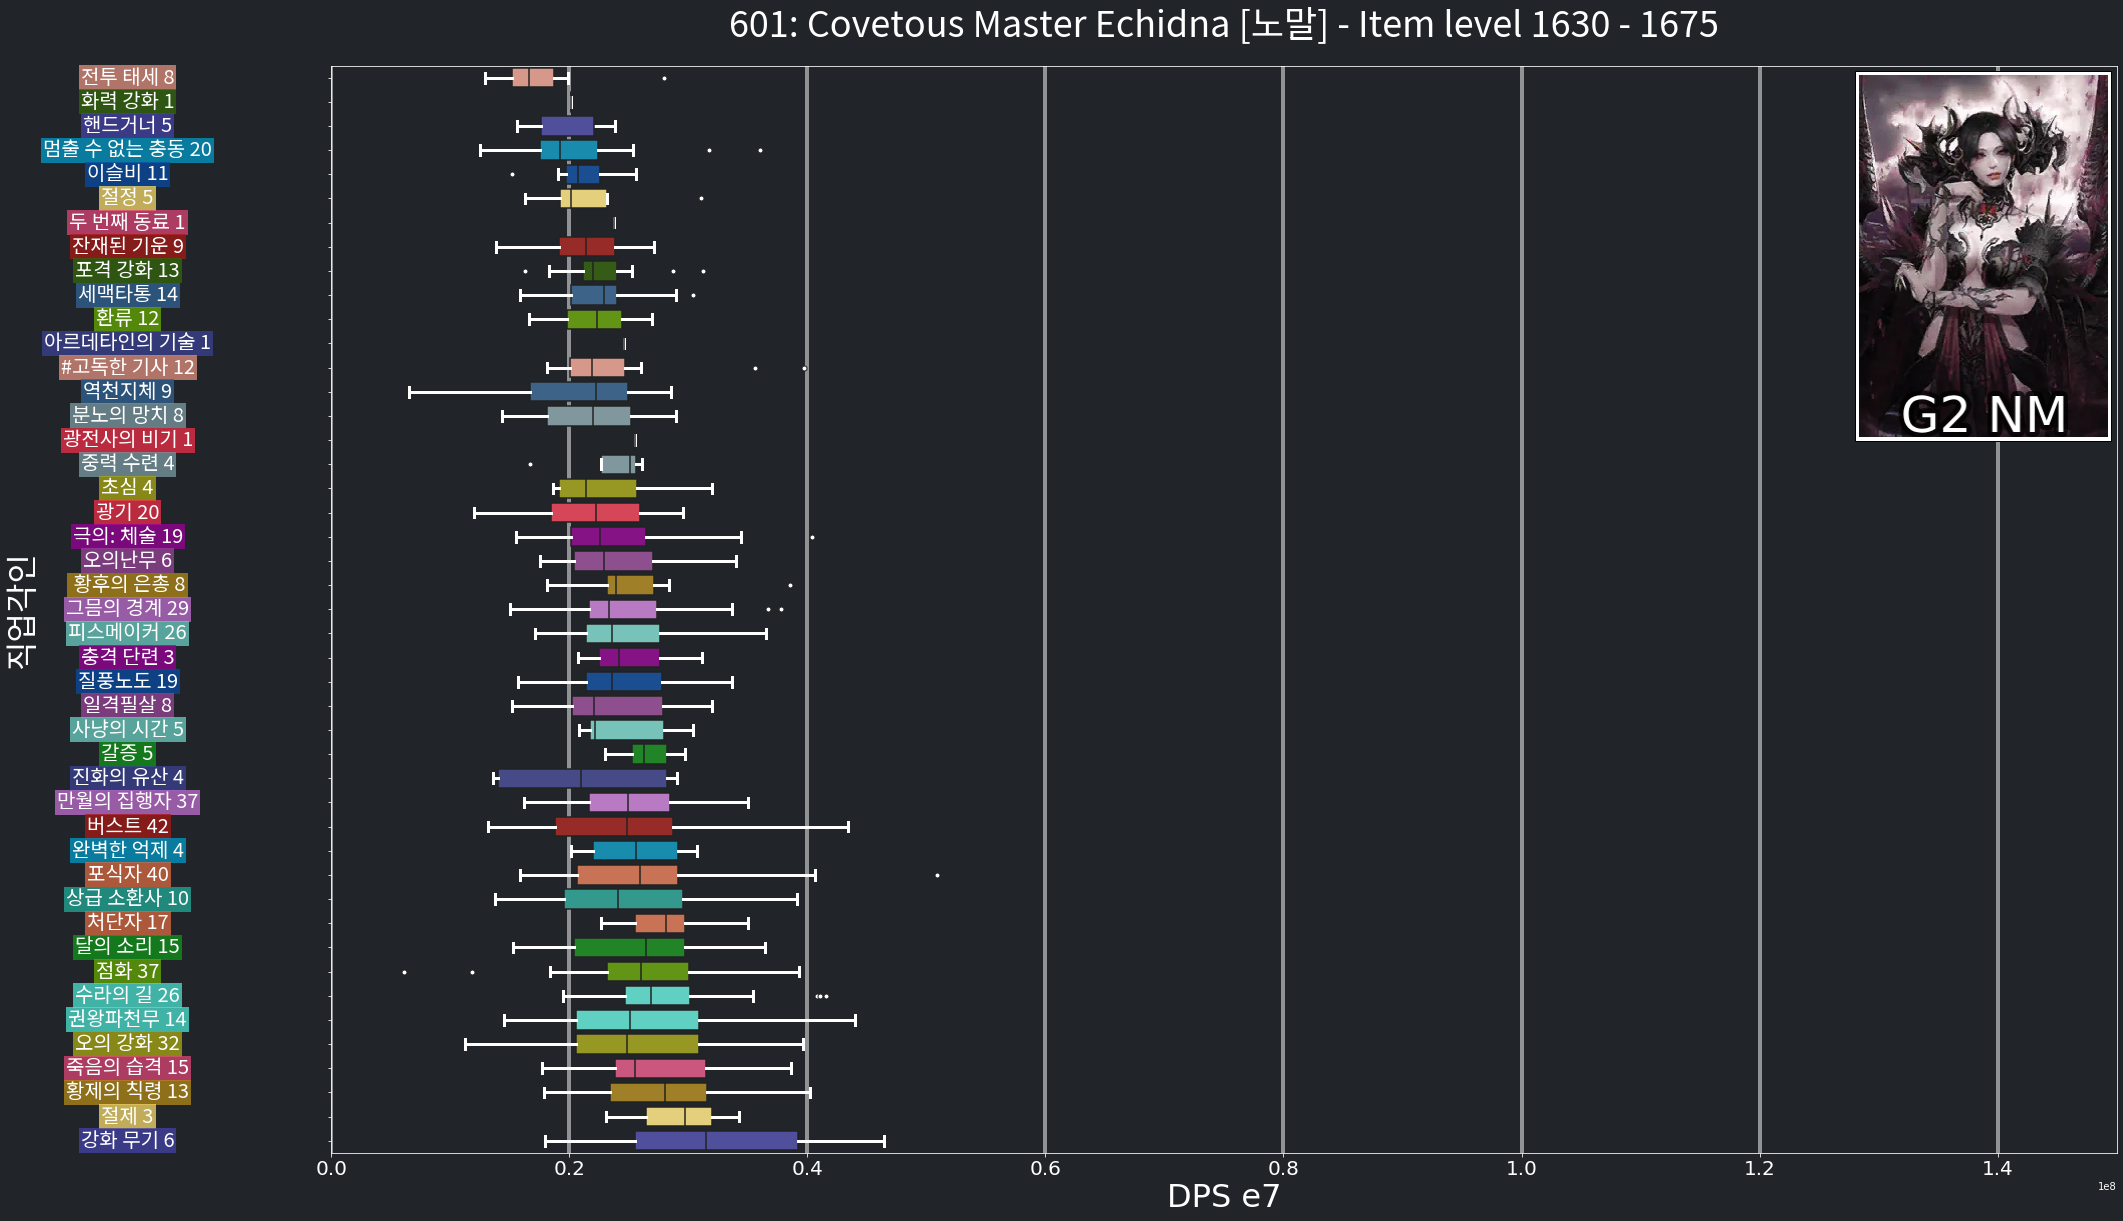 601: Covetous Master Echidna [노말] - Item level 1630 - 1675
전투 태세 8
화력 강화 1
핸드거너 5
멈출 수 없는 충동 20
이슬비 11
절정 5
두 번째 동료 1
잔재된 기운 9
포격 강화 13
세맥타통 14
환류 12
아르데타인의 기술 1
#고독한 기사 12
역천지체 9
분노의 망치 8
광전사의 비기 1
중력 수련 4
초심 4
광기 20
극의: 체술 19
오의난무 6
황후의 은총 8
그믐의 경계 29
피스메이커 26
충격 단련 3
질풍노도 19
일격필살 8
사냥의 시간 5
갈증 5
진화의 유산 4
만월의 집행자 37
버스트 42
완벽한 억제 4
포식자 40
상급 소환사 10
처단자 17
달의 소리 15
점화 37
수라의 길 26
권왕파천무 14
오의 강화 32
죽음의 습격 15
황제의 칙령 13
절제 3
강화 무기 6
직업각인
G2 NM
0.0 0.2 0.4 0.6 0.8 1.0 1.2 1.4
1e8
DPS e7